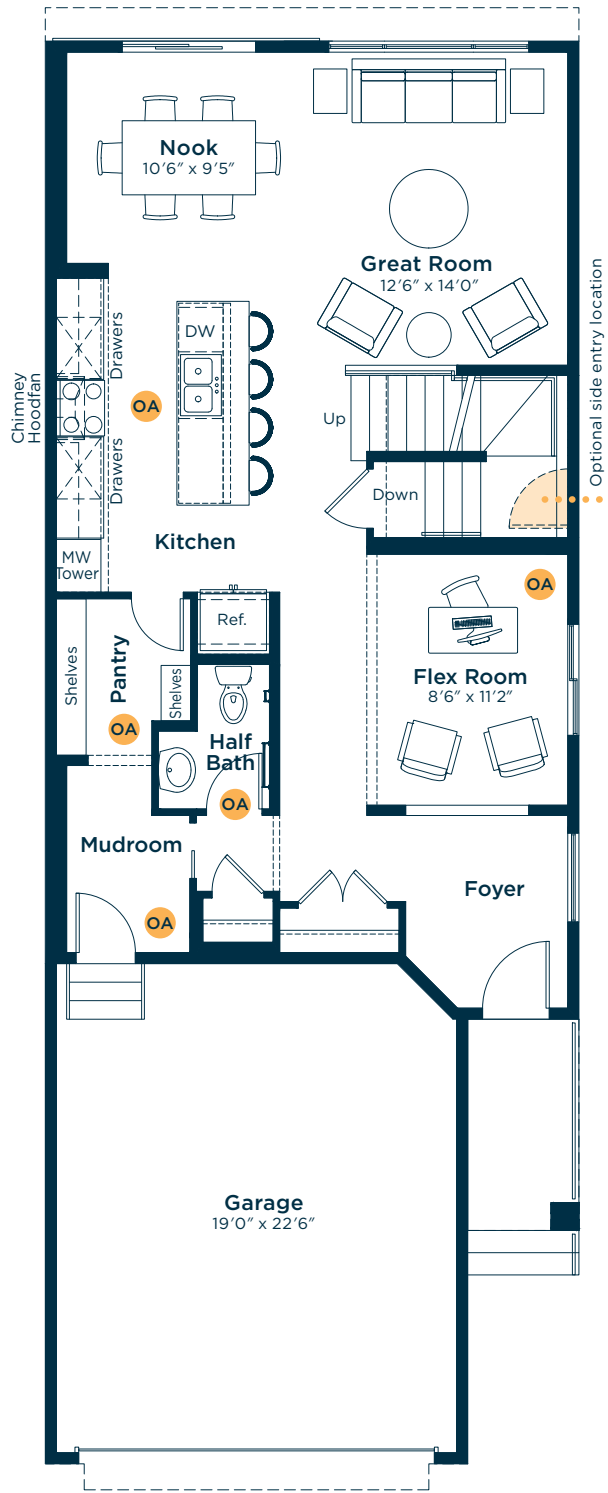 Nook
10′6″ x 9′5″
Great Room
12′6″ x 14′0″
Optional side entry location
Drawers
DW
Chimney
Hoodfan
OA
Up
Drawers
Down
Kitchen
MW
Tower
OA
Ref.
Shelves
Pantry
Shelves
Flex Room
8′6″ x 11′2″
OA
Half
Bath
OA
Mudroom
Foyer
OA
Garage
19′0″ x 22′6″